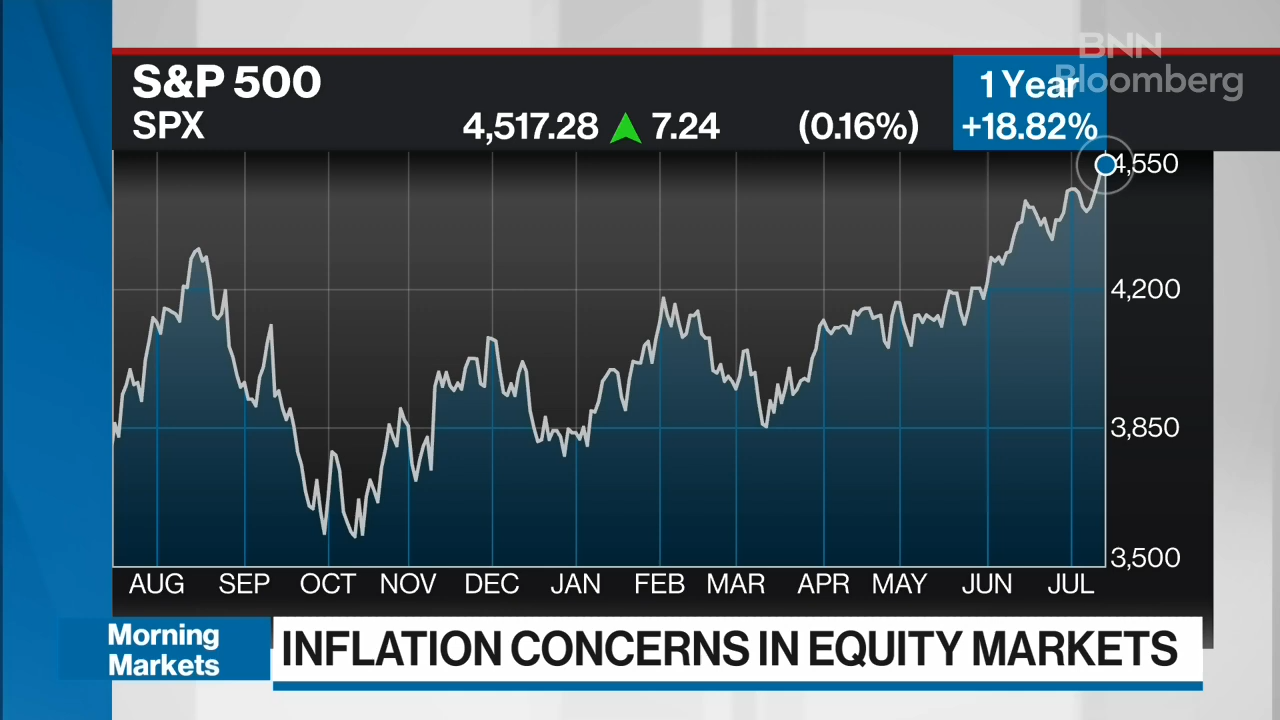 BNN
Bloomberg
S&P 500
SPX
4,517.28 ▲ 7.24 (0.16%)
1 Year
+18.82%
4,550
4,200
3,850
3,500
AUG SEP OCT NOV DEC JAN FEB MAR APR MAY JUN JUL
Morning
Markets
INFLATION CONCERNS IN EQUITY MARKETS